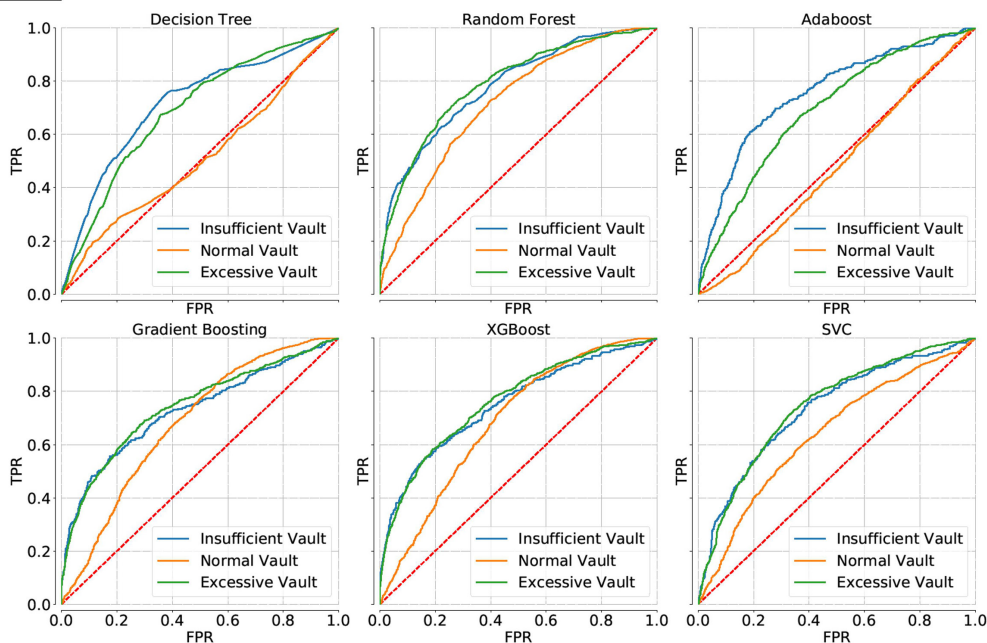 Decision Tree
Random Forest
Adaboost
1.0
0.8
0.6
0.4
0.2
0.0
TPR
Insufficient Vault
Normal Vault
Excessive Vault
FPR
TPR
Insufficient Vault
Normal Vault
Excessive Vault
FPR
TPR
Insufficient Vault
Normal Vault
Excessive Vault
FPR
Gradient Boosting
XGBoost
SVC
1.0
0.8
0.6
0.4
0.2
0.0
TPR
Insufficient Vault
Normal Vault
Excessive Vault
0.0 0.2 0.4 0.6 0.8 1.0
FPR
TPR
Insufficient Vault
Normal Vault
Excessive Vault
0.0 0.2 0.4 0.6 0.8 1.0
FPR
TPR
Insufficient Vault
Normal Vault
Excessive Vault
0.0 0.2 0.4 0.6 0.8 1.0
FPR